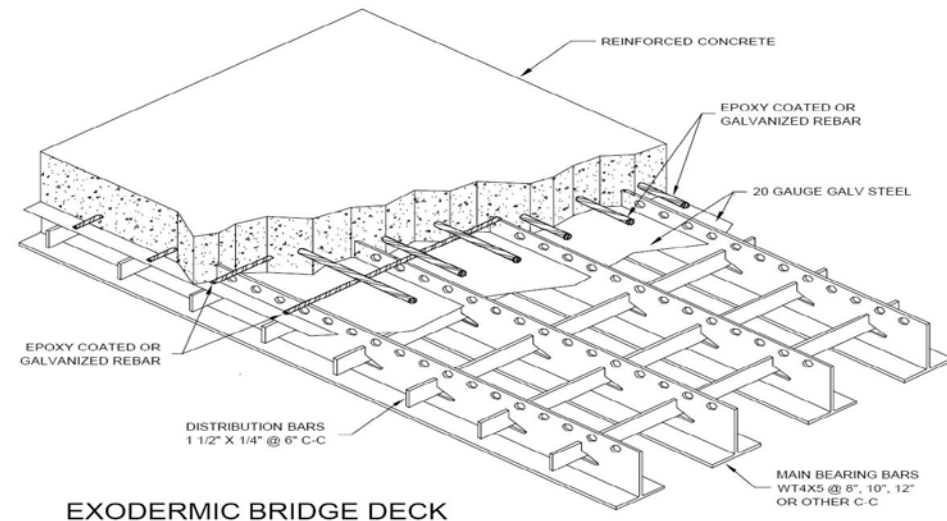 REINFORCED CONCRETE
EPOXY COATED OR
GALVANIZED REBAR
20 GAUGE GALV STEEL
EPOXY COATED OR
GALVANIZED REBAR
DISTRIBUTION BARS
1 1/2" X 1/4" @ 6" C-C
MAIN BEARING BARS
WT4X5 @ 8", 10", 12"
OR OTHER C-C
EXODERMIC BRIDGE DECK